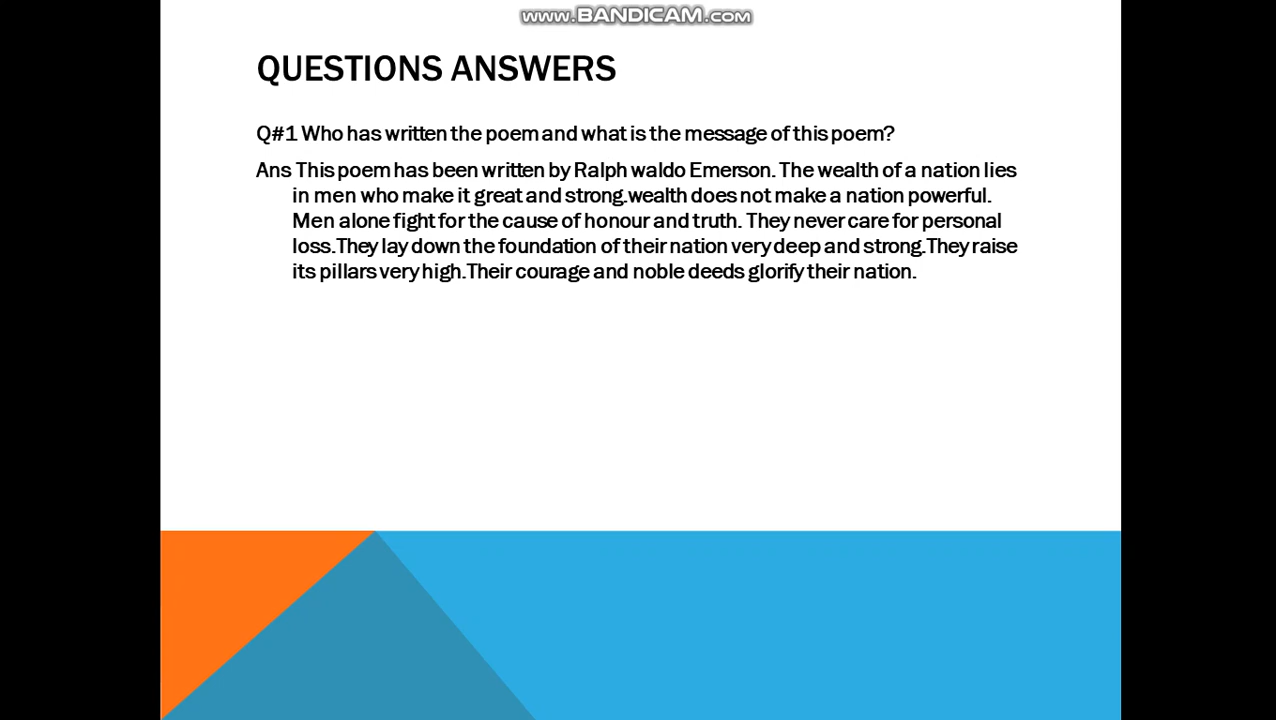 www.BANDICAM.com
QUESTIONS ANSWERS
Q#1 Who has written the poem and what is the message of this poem?
Ans This poem has been written by Ralph waldo Emerson. The wealth of a nation lies
in men who make it great and strong.wealth does not make a nation powerful.
Men alone fight for the cause of honour and truth. They never care for personal
loss.They lay down the foundation of their nation very deep and strong.They raise
its pillars very high.Their courage and noble deeds glorify their nation.